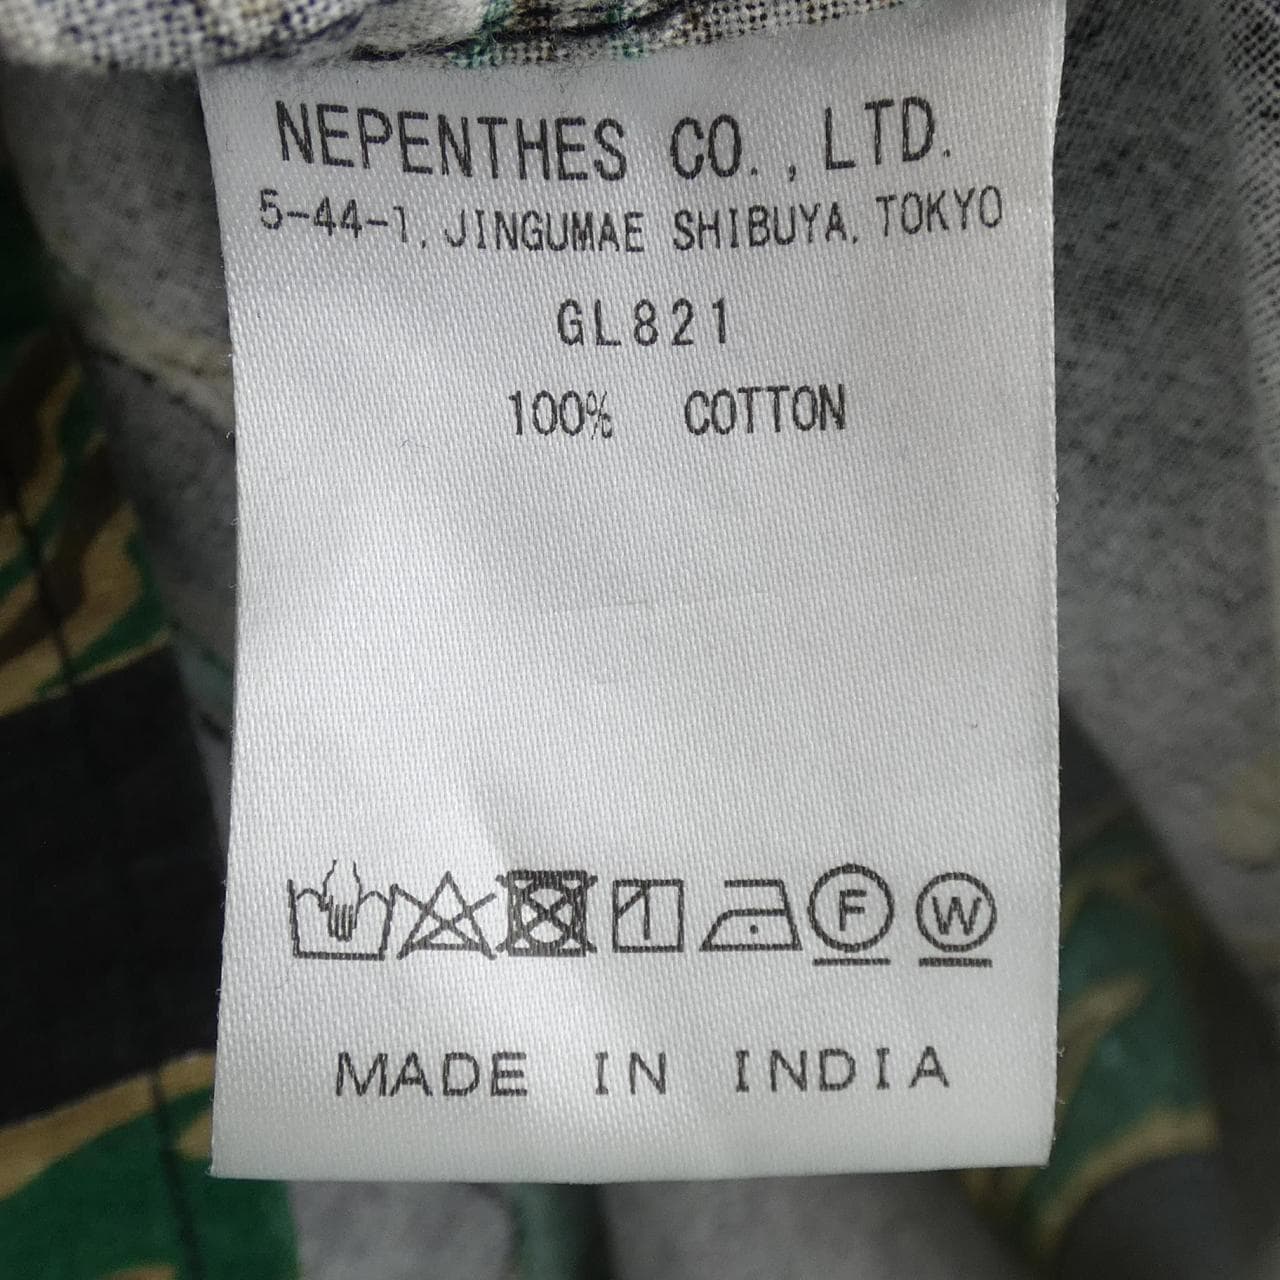 NEPENTHES CO., LTD.
5-44-1, JINGUMAE SHIBUYA, TOKYO
GL821
100% COTTON
F W
MADE IN INDIA